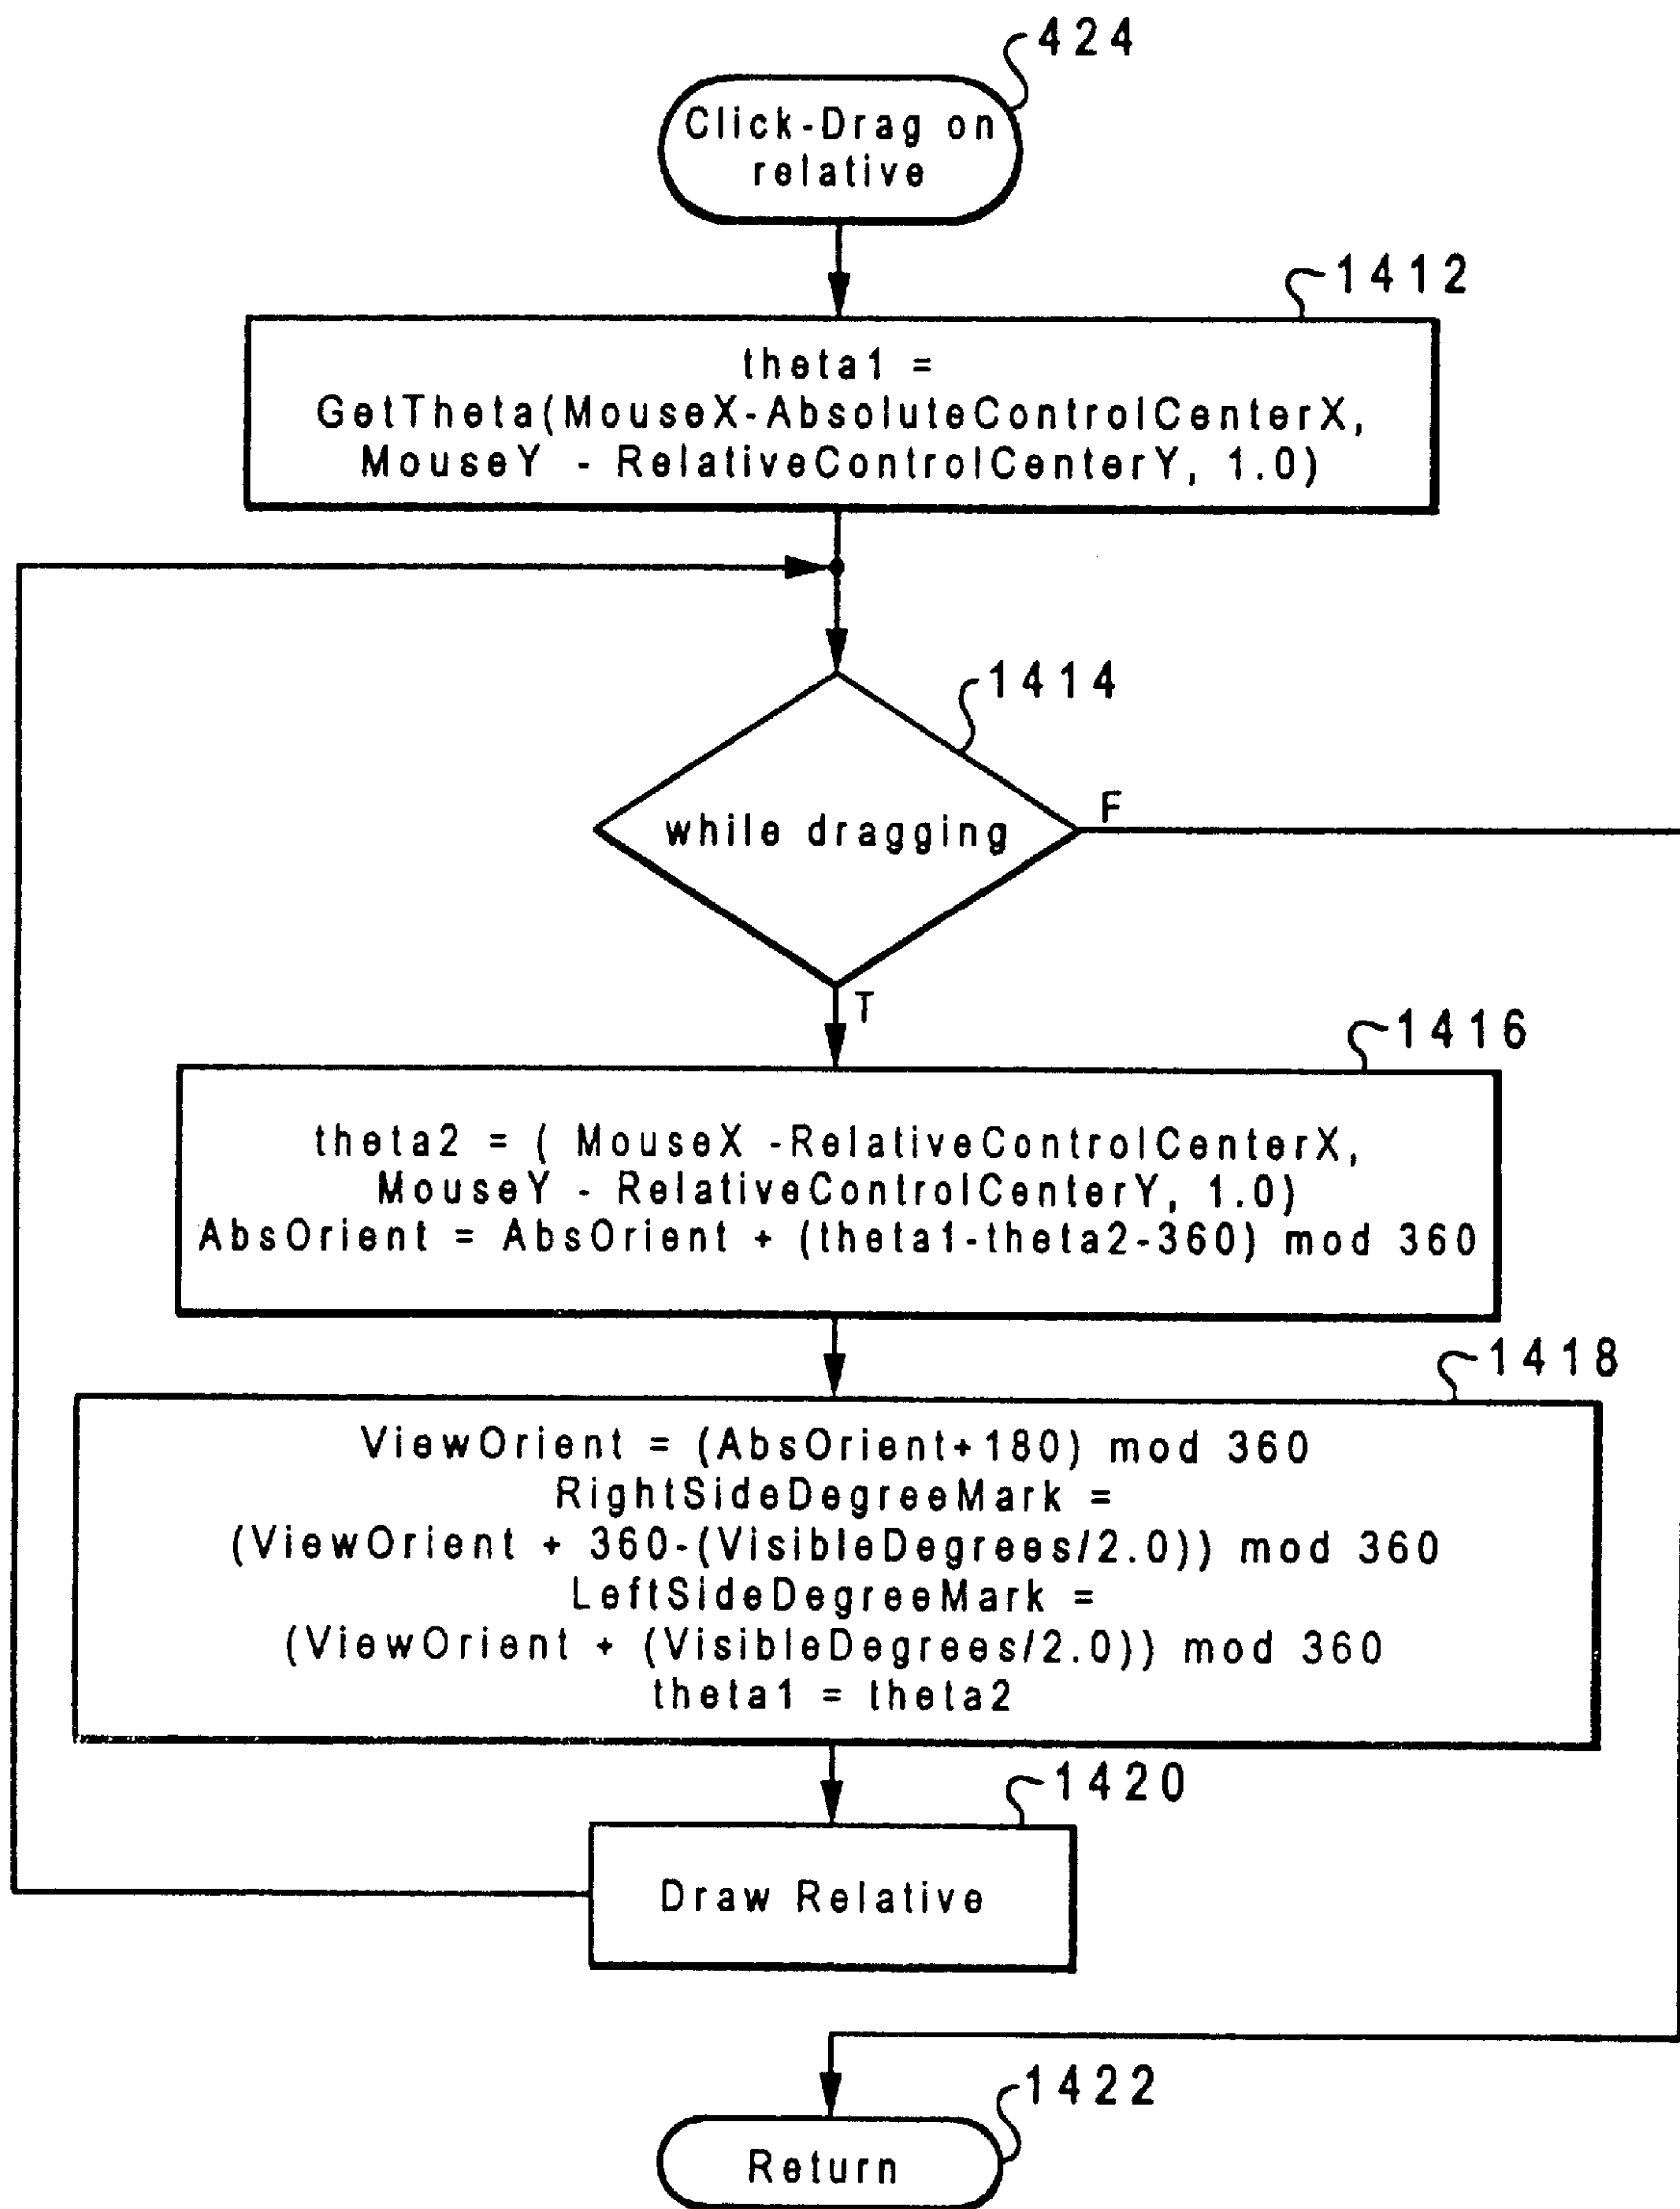 424
Click-Drag on
relative
1412
theta1 =
GetTheta(MouseX-AbsoluteControlCenterX,
MouseY - RelativeControlCenterY, 1.0)
1414
while dragging
F
T
1416
theta2 = ( MouseX -RelativeControlCenterX,
MouseY - RelativeControlCenterY, 1.0)
AbsOrient = AbsOrient + (theta1-theta2-360) mod 360
1418
ViewOrient = (AbsOrient+180) mod 360
RightSideDegreeMark =
(ViewOrient + 360-(VisibleDegrees/2.0)) mod 360
LeftSideDegreeMark =
(ViewOrient + (VisibleDegrees/2.0)) mod 360
theta1 = theta2
1420
Draw Relative
1422
Return